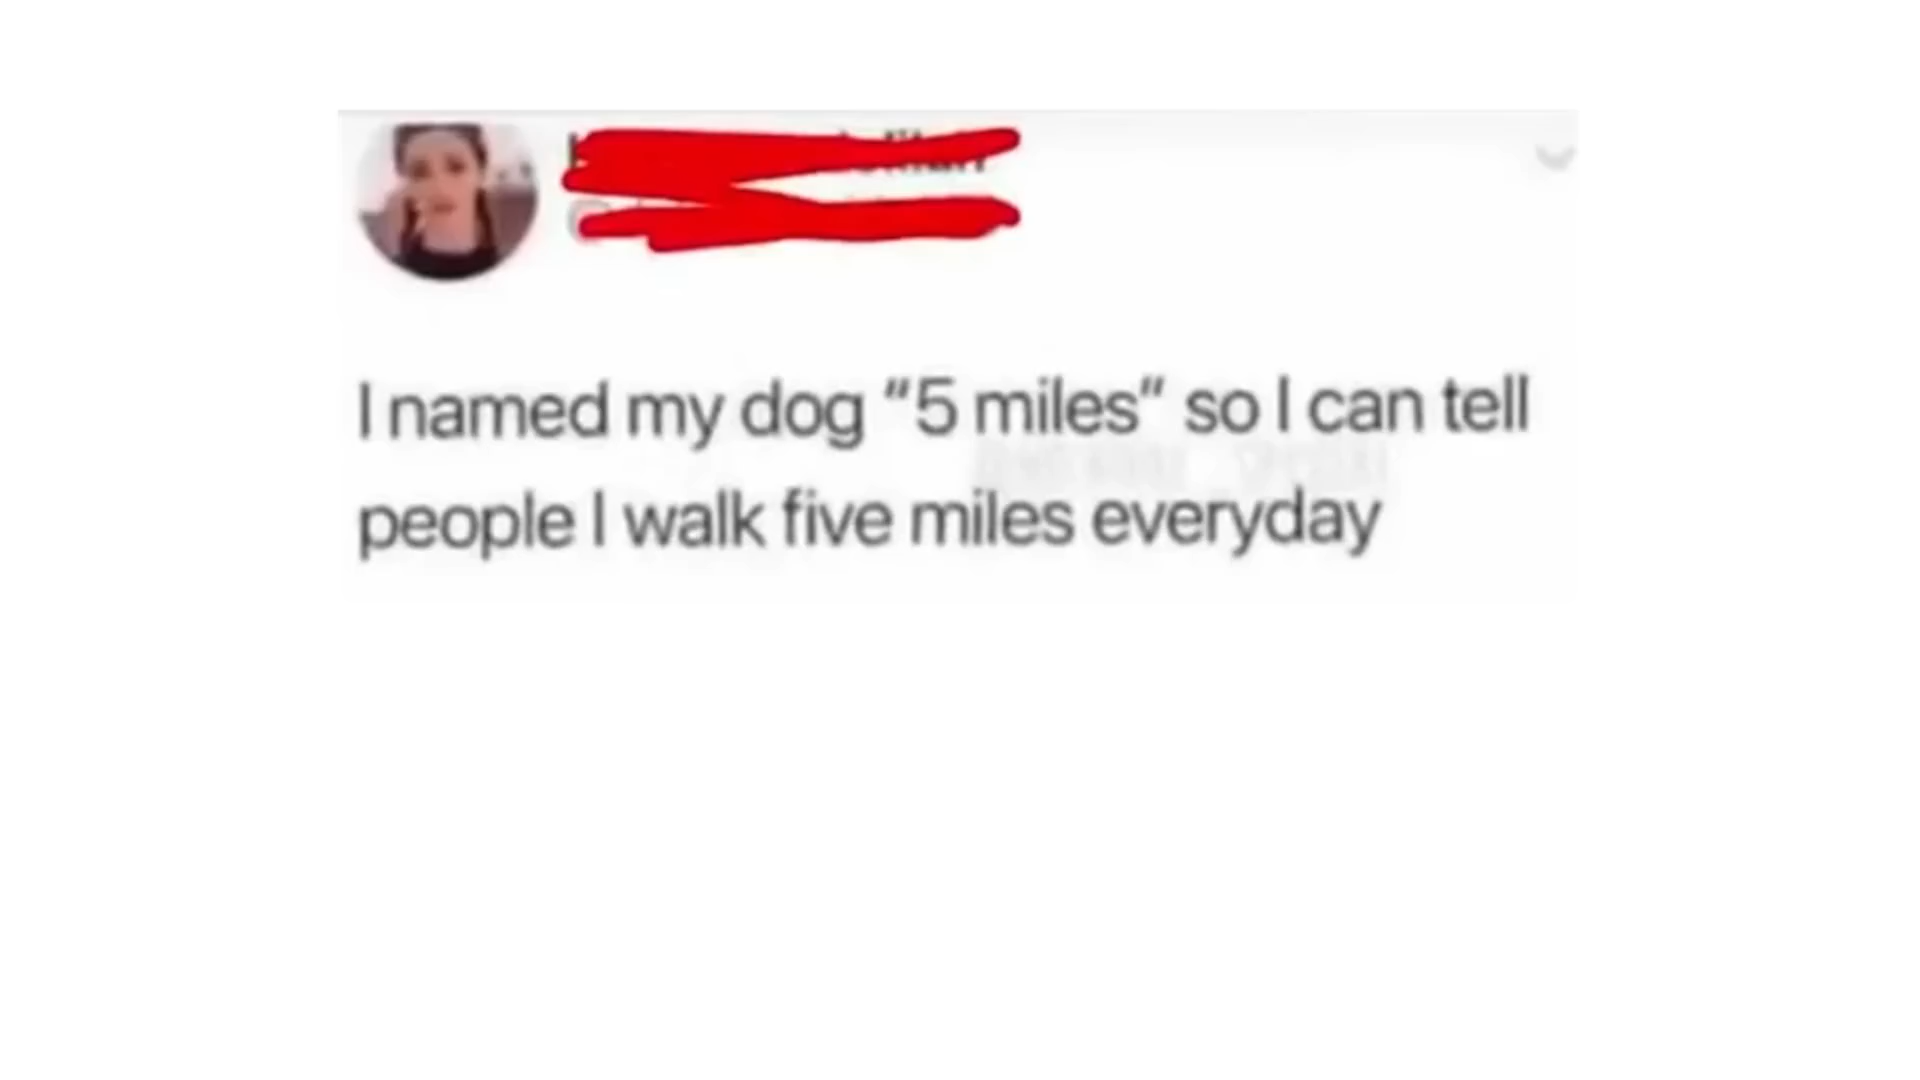 I named my dog “5 miles“ so I can tell
people I walk five miles everyday